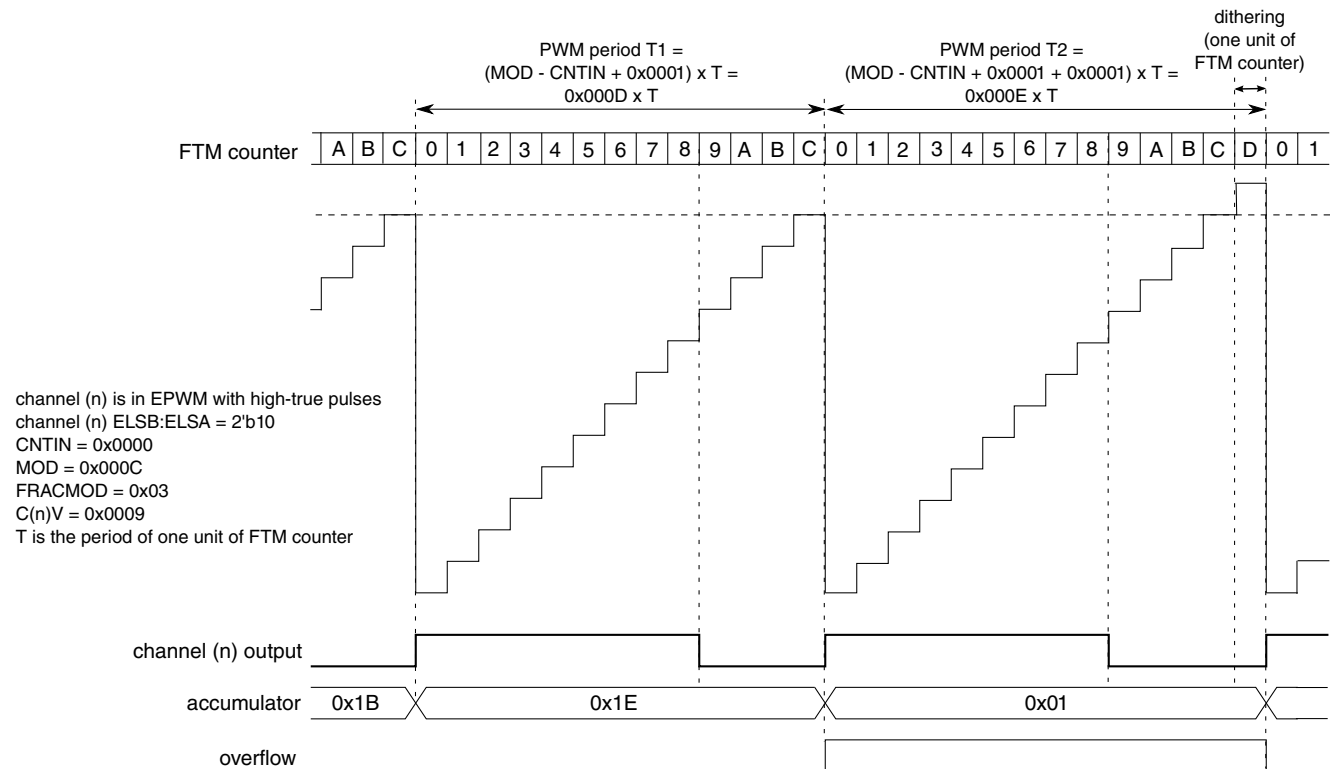 dithering
(one unit of
FTM counter)
PWM period T1 =
(MOD - CNTIN + 0x0001) x T =
0x000D x T
PWM period T2 =
(MOD - CNTIN + 0x0001 + 0x0001) x T =
0x000E x T
FTM counter A B C 0 1 2 3 4 5 6 7 8 9 A B C 0 1 2 3 4 5 6 7 8 9 A B C D 0 1
channel (n) is in EPWM with high-true pulses
channel (n) ELSB:ELSA = 2'b10
CNTIN = 0x0000
MOD = 0x000C
FRACMOD = 0x03
C(n)V = 0x0009
T is the period of one unit of FTM counter
channel (n) output
accumulator 0x1B 0x1E 0x01
overflow